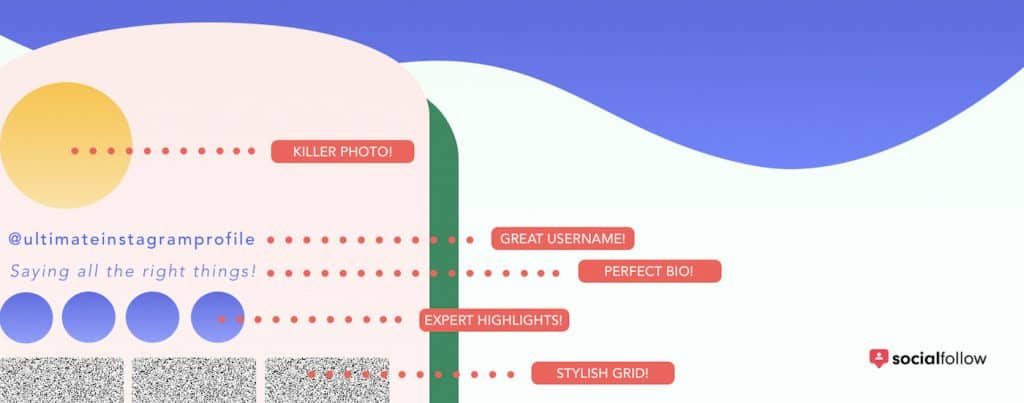 KILLER PHOTO!
@ultimateinstagramprofile
GREAT USERNAME!
Saying all the right things!
PERFECT BIO!
EXPERT HIGHLIGHTS!
socialfollow
STYLISH GRID!